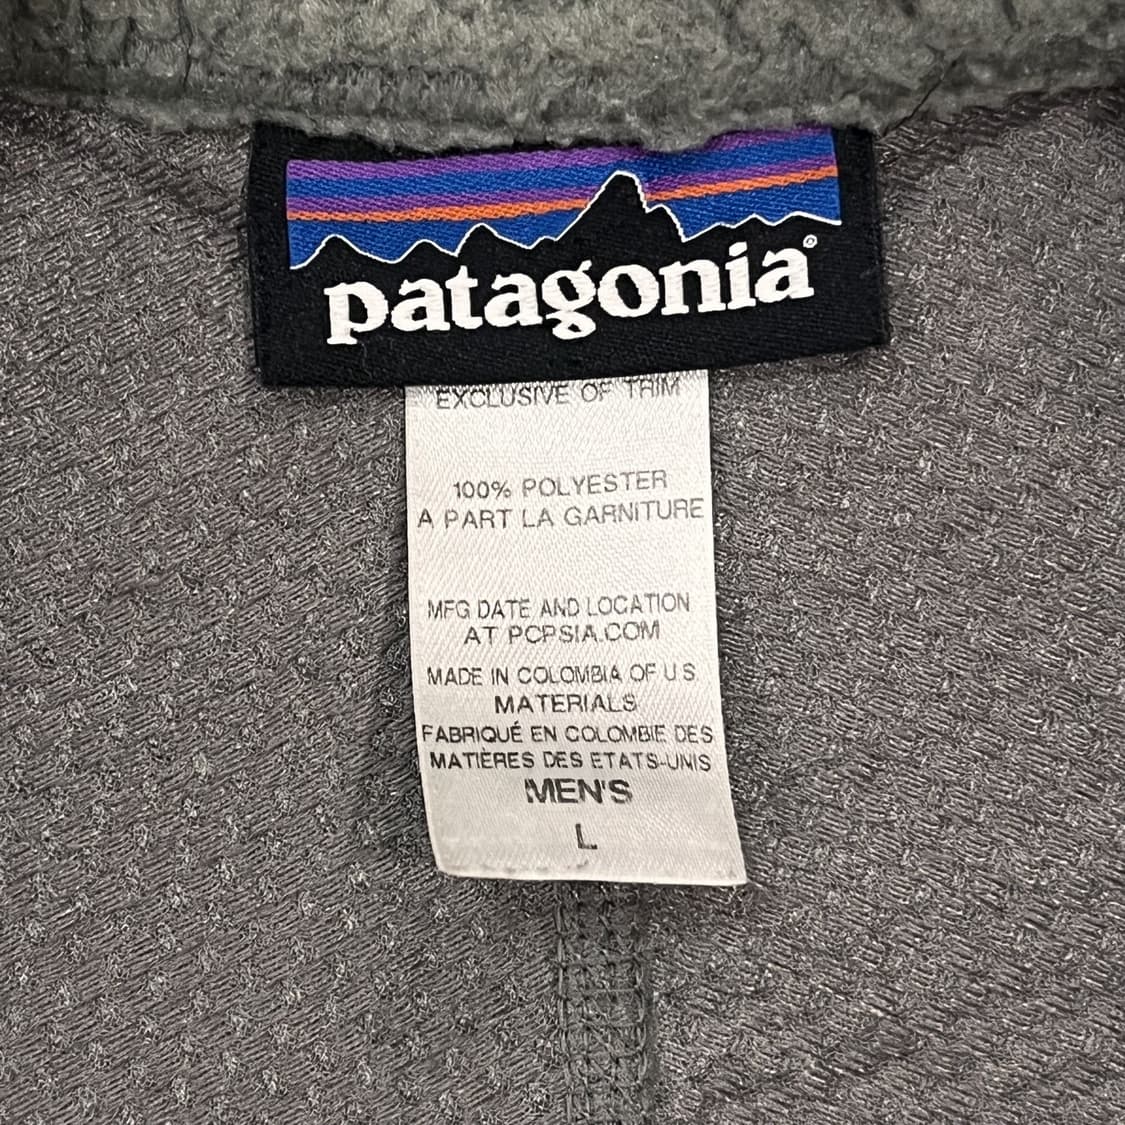 patagonia®
EXCLUSIVE OF TRIM
100% POLYESTER
A PART LA GARNITURE
MFG DATE AND LOCATION
AT PCPSIA.COM
MADE IN COLOMBIA OF U.S.
MATERIALS
FABRIQUÉ EN COLOMBIE DES
MATIÈRES DES ETATS-UNIS
MEN'S
L